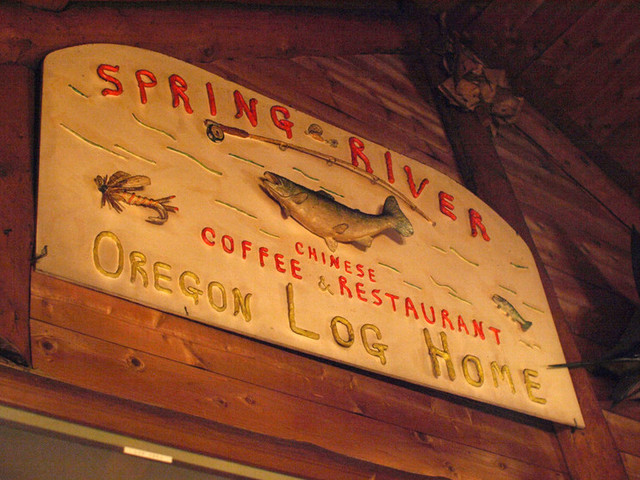 SPRING RIVER
CHINESE
COFFEE & RESTAURANT
OREGON LOG HOME